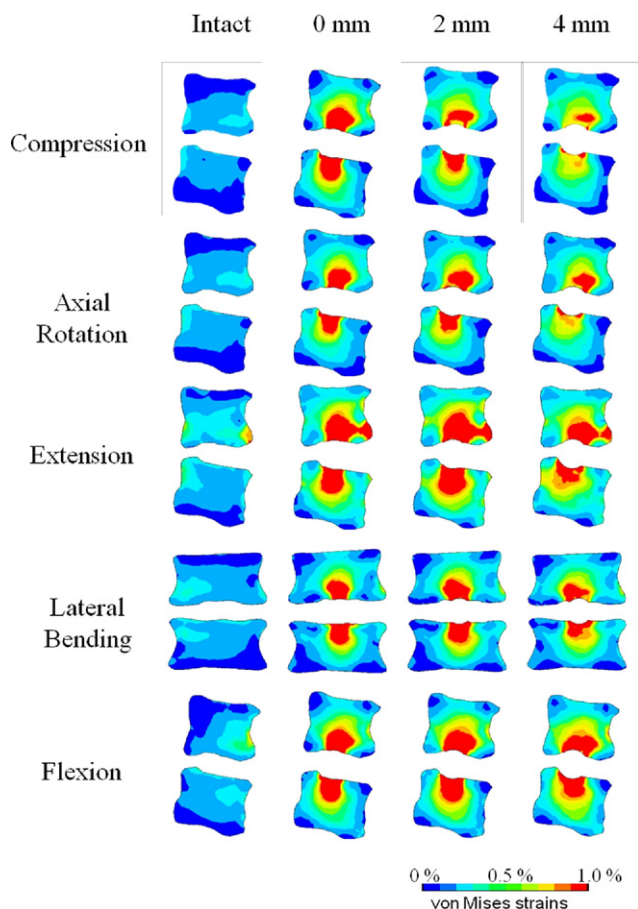 Intact 0 mm 2 mm 4 mm
Compression
Axial
Rotation
Extension
Lateral
Bending
Flexion
0 % 0.5 % 1.0 %
von Mises strains